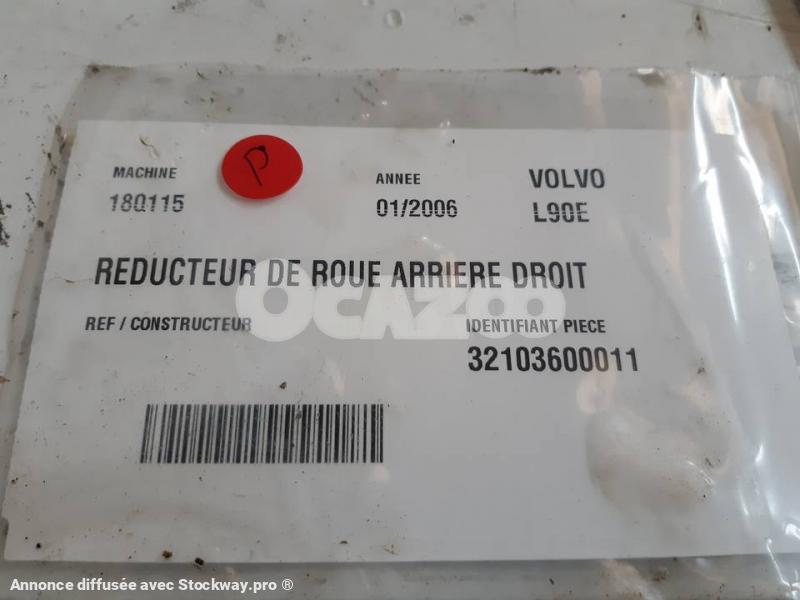 MACHINE
P
ANNEE
VOLVO
180115
01/2006
L90E
REDUCTEUR DE ROUE ARRIERE DROIT
OCAZOO
REF / CONSTRUCTEUR
IDENTIFIANT PIECE
32103600011
Annonce diffusée avec Stockway.pro ®